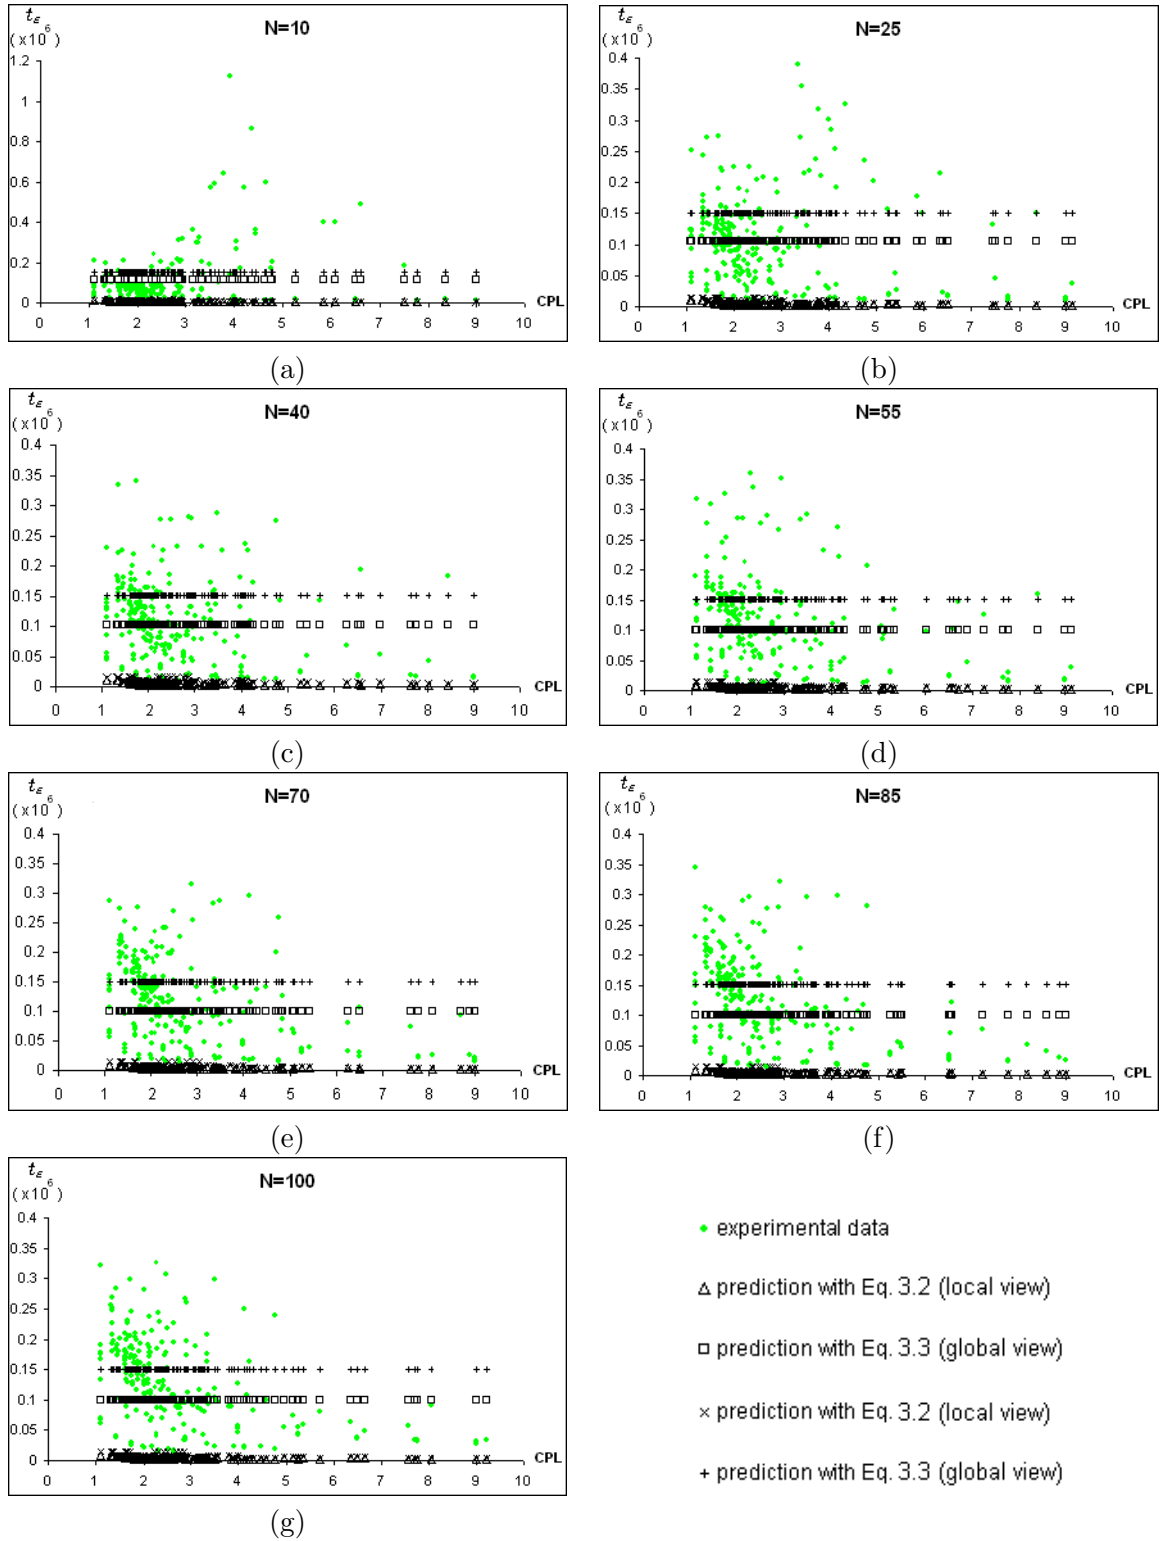 t_ε
(x10^6)
N=10
1.2
1
0.8
0.6
0.4
0.2
0
0 1 2 3 4 5 6 7 8 9 10
CPL
(a)
t_ε
(x10^6)
N=25
0.4
0.35
0.3
0.25
0.2
0.15
0.1
0.05
0
0 1 2 3 4 5 6 7 8 9 10
CPL
(b)
t_ε
(x10^6)
N=40
0.4
0.35
0.3
0.25
0.2
0.15
0.1
0.05
0
0 1 2 3 4 5 6 7 8 9 10
CPL
(c)
t_ε
(x10^6)
N=55
0.4
0.35
0.3
0.25
0.2
0.15
0.1
0.05
0
0 1 2 3 4 5 6 7 8 9 10
CPL
(d)
t_ε
(x10^6)
N=70
0.4
0.35
0.3
0.25
0.2
0.15
0.1
0.05
0
0 1 2 3 4 5 6 7 8 9 10
CPL
(e)
t_ε
(x10^6)
N=85
0.4
0.35
0.3
0.25
0.2
0.15
0.1
0.05
0
0 1 2 3 4 5 6 7 8 9 10
CPL
(f)
t_ε
(x10^6)
N=100
0.4
0.35
0.3
0.25
0.2
0.15
0.1
0.05
0
0 1 2 3 4 5 6 7 8 9 10
CPL
(g)
experimental data
prediction with Eq. 3.2 (local view)
prediction with Eq. 3.3 (global view)
prediction with Eq. 3.2 (local view)
prediction with Eq. 3.3 (global view)